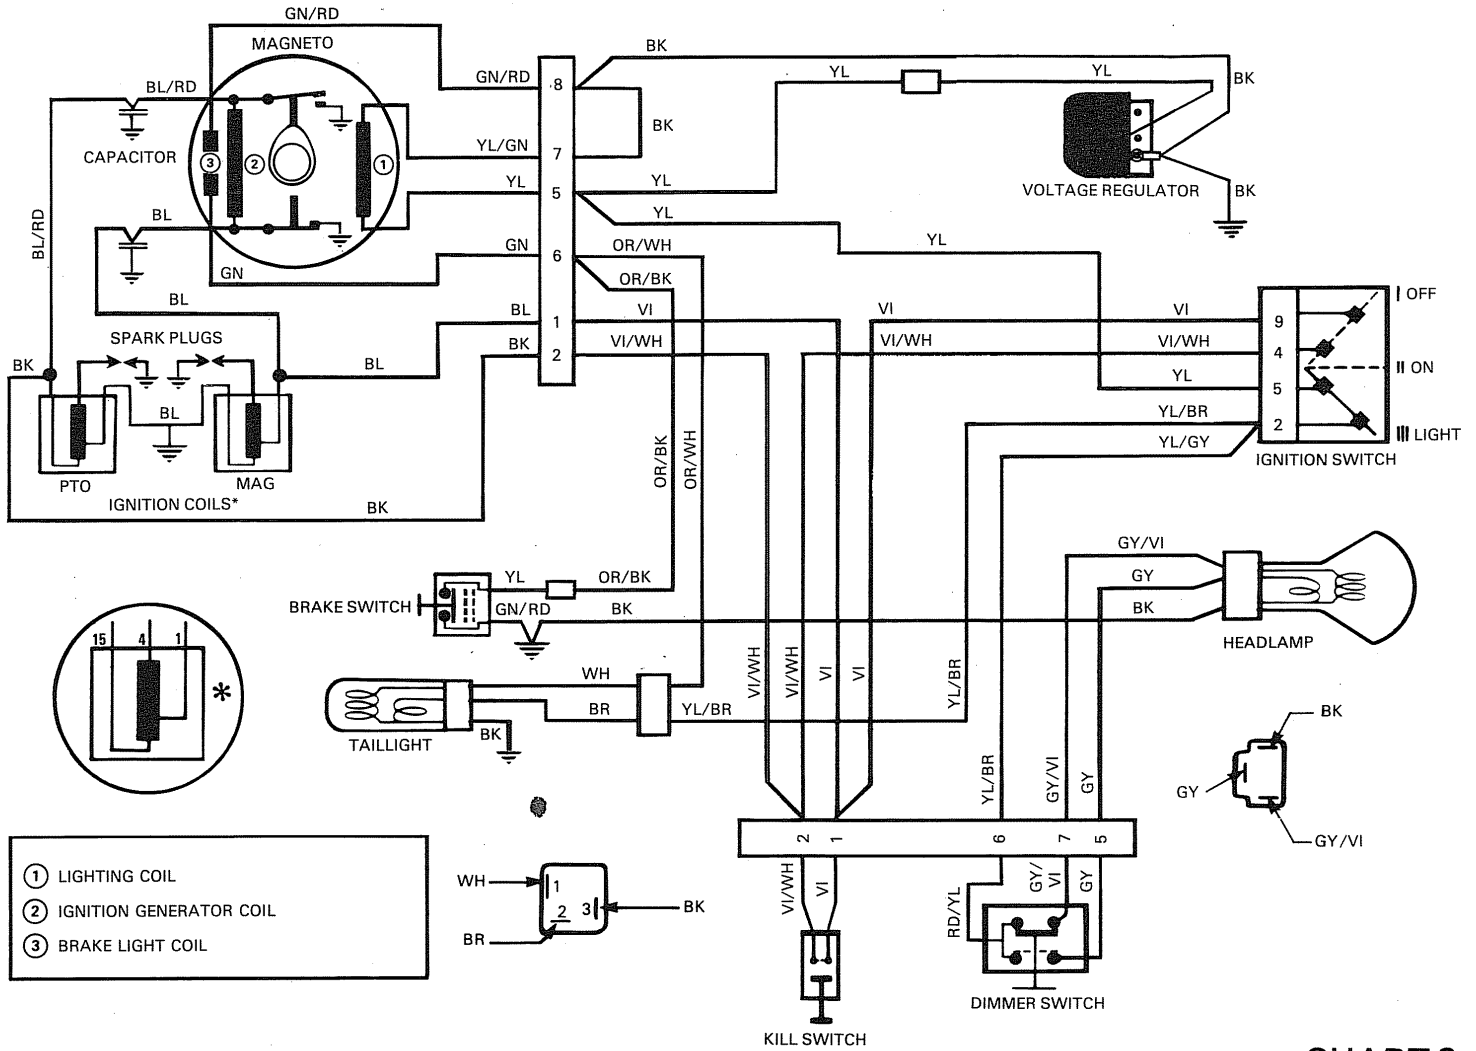 GN/RD
MAGNETO
BK
GN/RD
8
YL
YL
BK
BL/RD
BK
CAPACITOR
3
2
1
YL/GN
7
YL
5
YL
VOLTAGE REGULATOR
BK
BL/RD
BL
YL
YL
GN
6
OR/WH
GN
OR/BK
BL
BL
1
VI
VI
VI
9
I OFF
SPARK PLUGS
BK
2
VI/WH
VI/WH
VI/WH
4
BK
BL
II ON
YL
5
BL
YL/BR
2
YL/GY
III LIGHT
IGNITION SWITCH
PTO
MAG
IGNITION COILS*
BK
OR/BK
OR/WH
GY/VI
BRAKE SWITCH
YL
OR/BK
GY
GN/RD
BK
BK
HEADLAMP
15
4
1
*
WH
BR
YL/BR
BK
TAILLIGHT
VI/WH
VI/WH
VI
VI
YL/BR
YL/BR
GY/VI
GY
BK
GY
GY/VI
2
1
6
7
5
1 LIGHTING COIL
2 IGNITION GENERATOR COIL
3 BRAKE LIGHT COIL
WH
1
2
3
BK
BR
VI/WH
VI
RD/YL
GY/
VI
GY
DIMMER SWITCH
KILL SWITCH